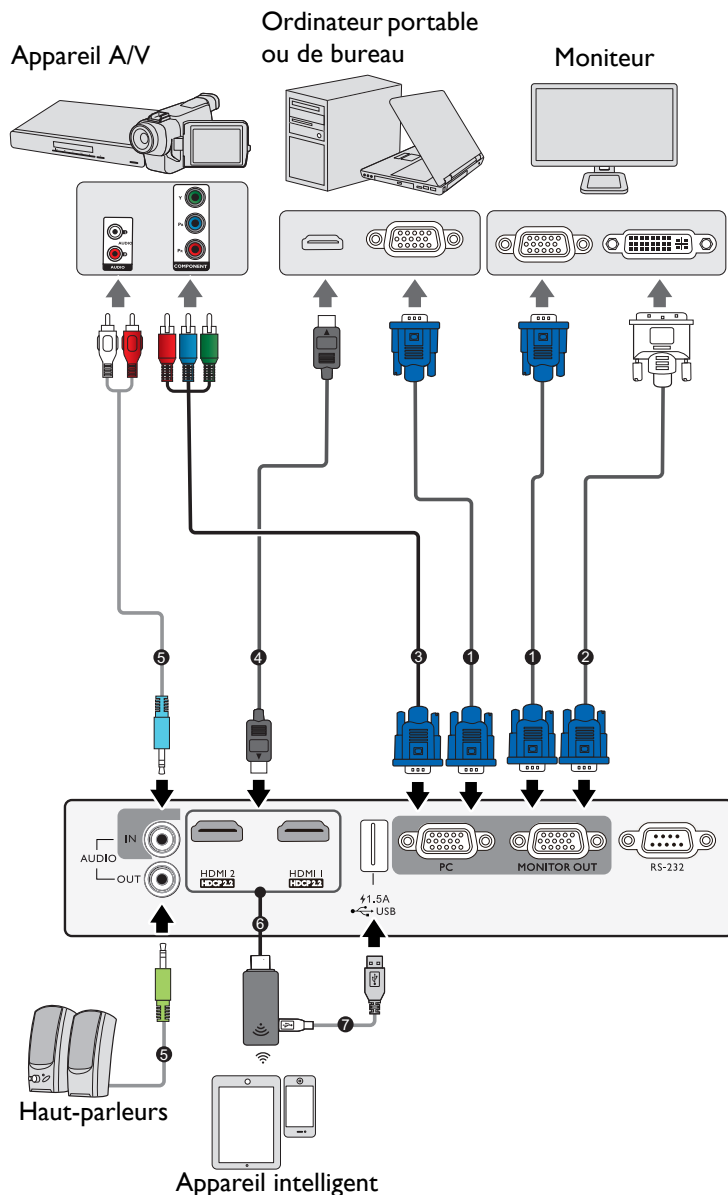 Appareil A/V
Ordinateur portable
ou de bureau
Moniteur
Y
PB
PR
AUDIO
AUDIO
COMPONENT
5
4
3
1
1
2
IN
AUDIO
OUT
HDMI 2
HDCP 2.2
HDMI 1
HDCP 2.2
1.5A
USB
PC
MONITOR OUT
RS-232
6
7
5
Haut-parleurs
Appareil intelligent